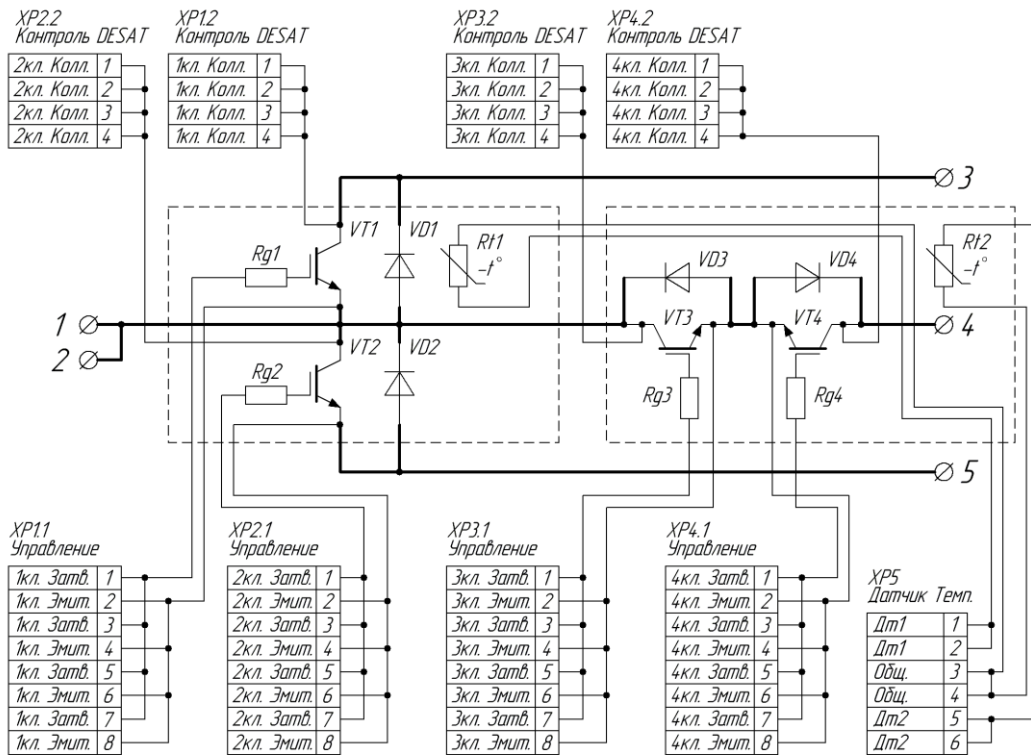 XP2.2
Контроль DESAT
2кл. Колл. 1
2кл. Колл. 2
2кл. Колл. 3
2кл. Колл. 4
XP1.2
Контроль DESAT
1кл. Колл. 1
1кл. Колл. 2
1кл. Колл. 3
1кл. Колл. 4
XP3.2
Контроль DESAT
3кл. Колл. 1
3кл. Колл. 2
3кл. Колл. 3
3кл. Колл. 4
XP4.2
Контроль DESAT
4кл. Колл. 1
4кл. Колл. 2
4кл. Колл. 3
4кл. Колл. 4
3
VT1
VD1
Rt1
-t°
Rt2
-t°
Rg1
VD3
VD4
1
VT3
VT4
4
2
VT2
VD2
Rg2
Rg3
Rg4
5
XP1.1
Управление
1кл. Затв. 1
1кл. Эмит. 2
1кл. Затв. 3
1кл. Эмит. 4
1кл. Затв. 5
1кл. Эмит. 6
1кл. Затв. 7
1кл. Эмит. 8
XP2.1
Управление
2кл. Затв. 1
2кл. Эмит. 2
2кл. Затв. 3
2кл. Эмит. 4
2кл. Затв. 5
2кл. Эмит. 6
2кл. Затв. 7
2кл. Эмит. 8
XP3.1
Управление
3кл. Затв. 1
3кл. Эмит. 2
3кл. Затв. 3
3кл. Эмит. 4
3кл. Затв. 5
3кл. Эмит. 6
3кл. Затв. 7
3кл. Эмит. 8
XP4.1
Управление
4кл. Затв. 1
4кл. Эмит. 2
4кл. Затв. 3
4кл. Эмит. 4
4кл. Затв. 5
4кл. Эмит. 6
4кл. Затв. 7
4кл. Эмит. 8
XP5
Датчик Темп.
Дт1 1
Дт1 2
Общ. 3
Общ. 4
Дт2 5
Дт2 6